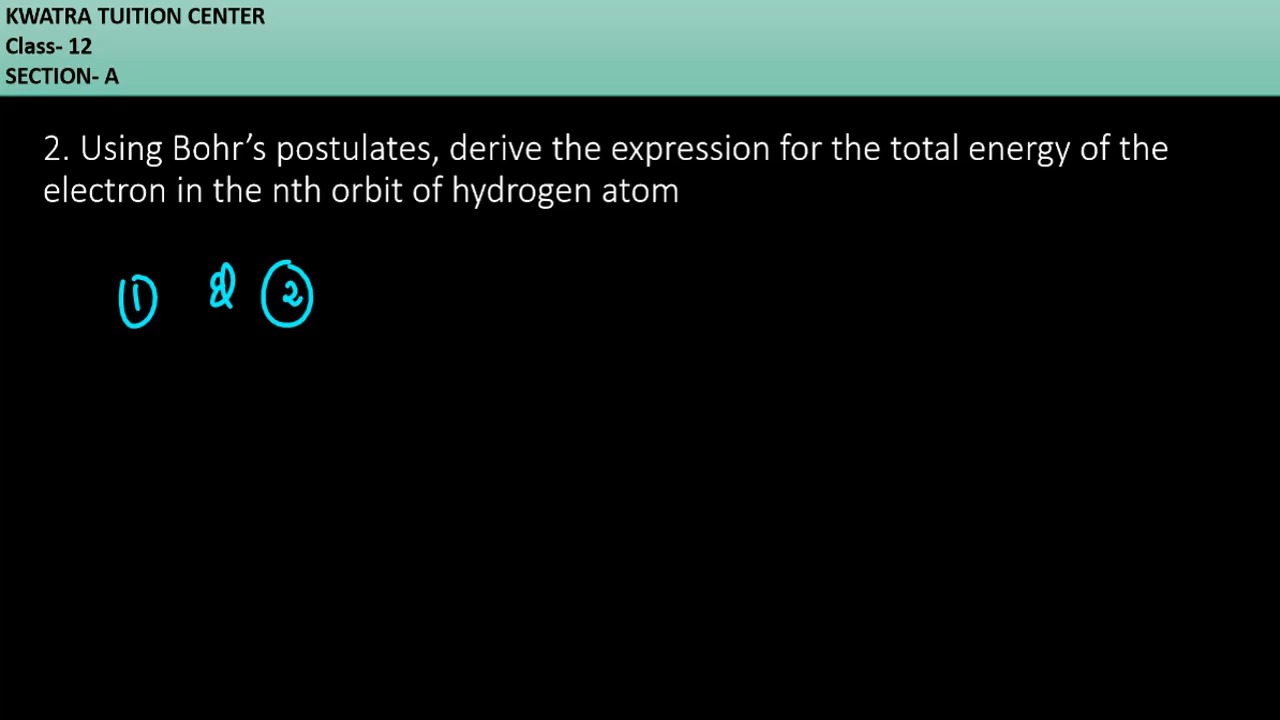 KWATRA TUITION CENTER
Class- 12
SECTION- A
2. Using Bohr’s postulates, derive the expression for the total energy of the
electron in the nth orbit of hydrogen atom
① & ②